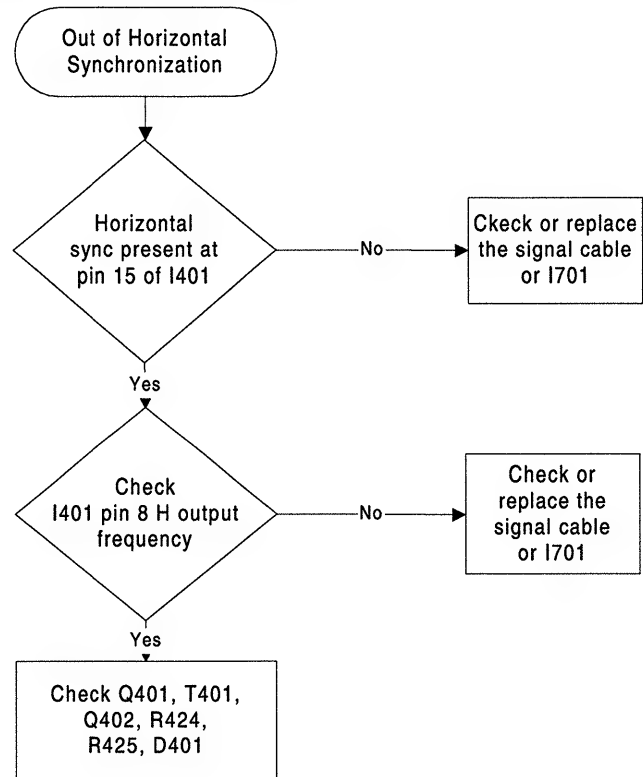 Out of Horizontal
Synchronization
Horizontal
sync present at
pin 15 of I401
No
Ckeck or replace
the signal cable
or I701
Yes
Check
I401 pin 8 H output
frequency
No
Check or
replace the
signal cable
or I701
Yes
Check Q401, T401,
Q402, R424,
R425, D401